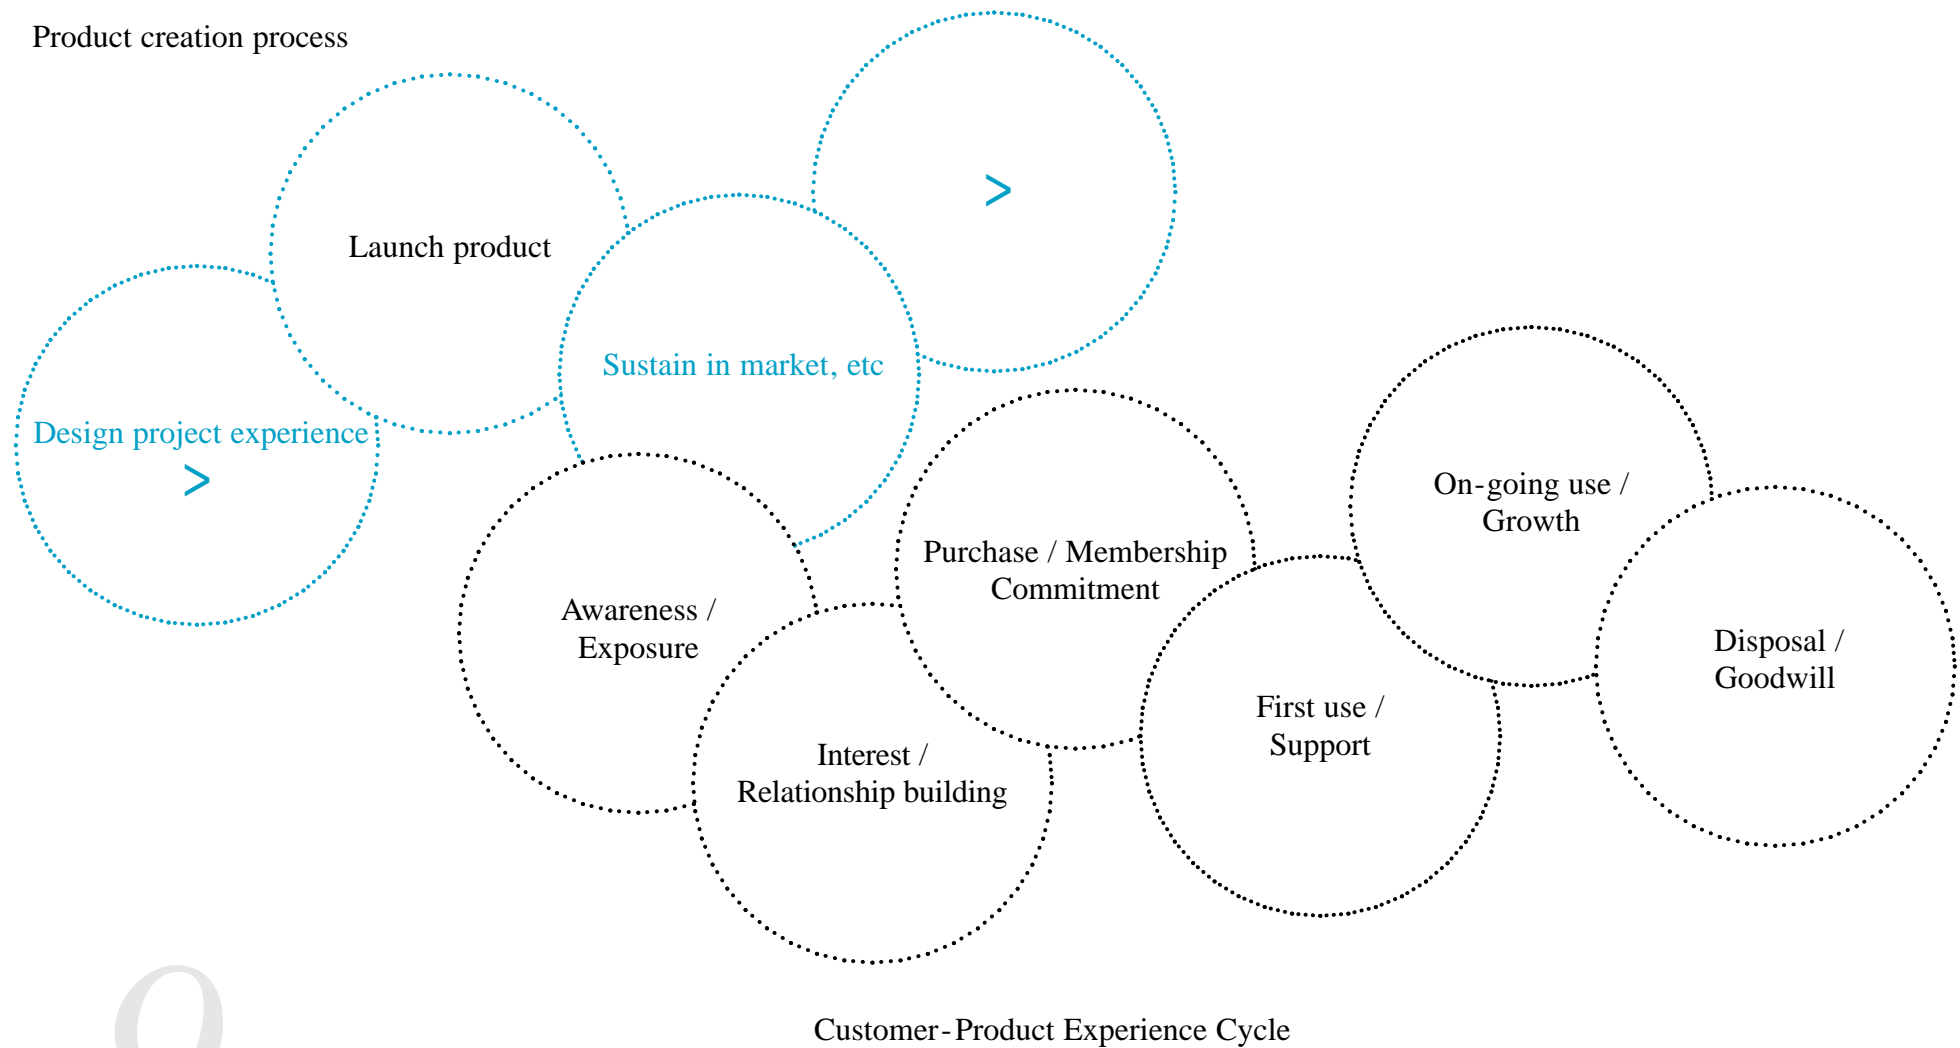 Product creation process
>
Launch product
Sustain in market, etc
Design project experience
>
Awareness /
Exposure
Interest /
Relationship building
Purchase / Membership
Commitment
First use /
Support
On-going use /
Growth
Disposal /
Goodwill
Customer-Product Experience Cycle